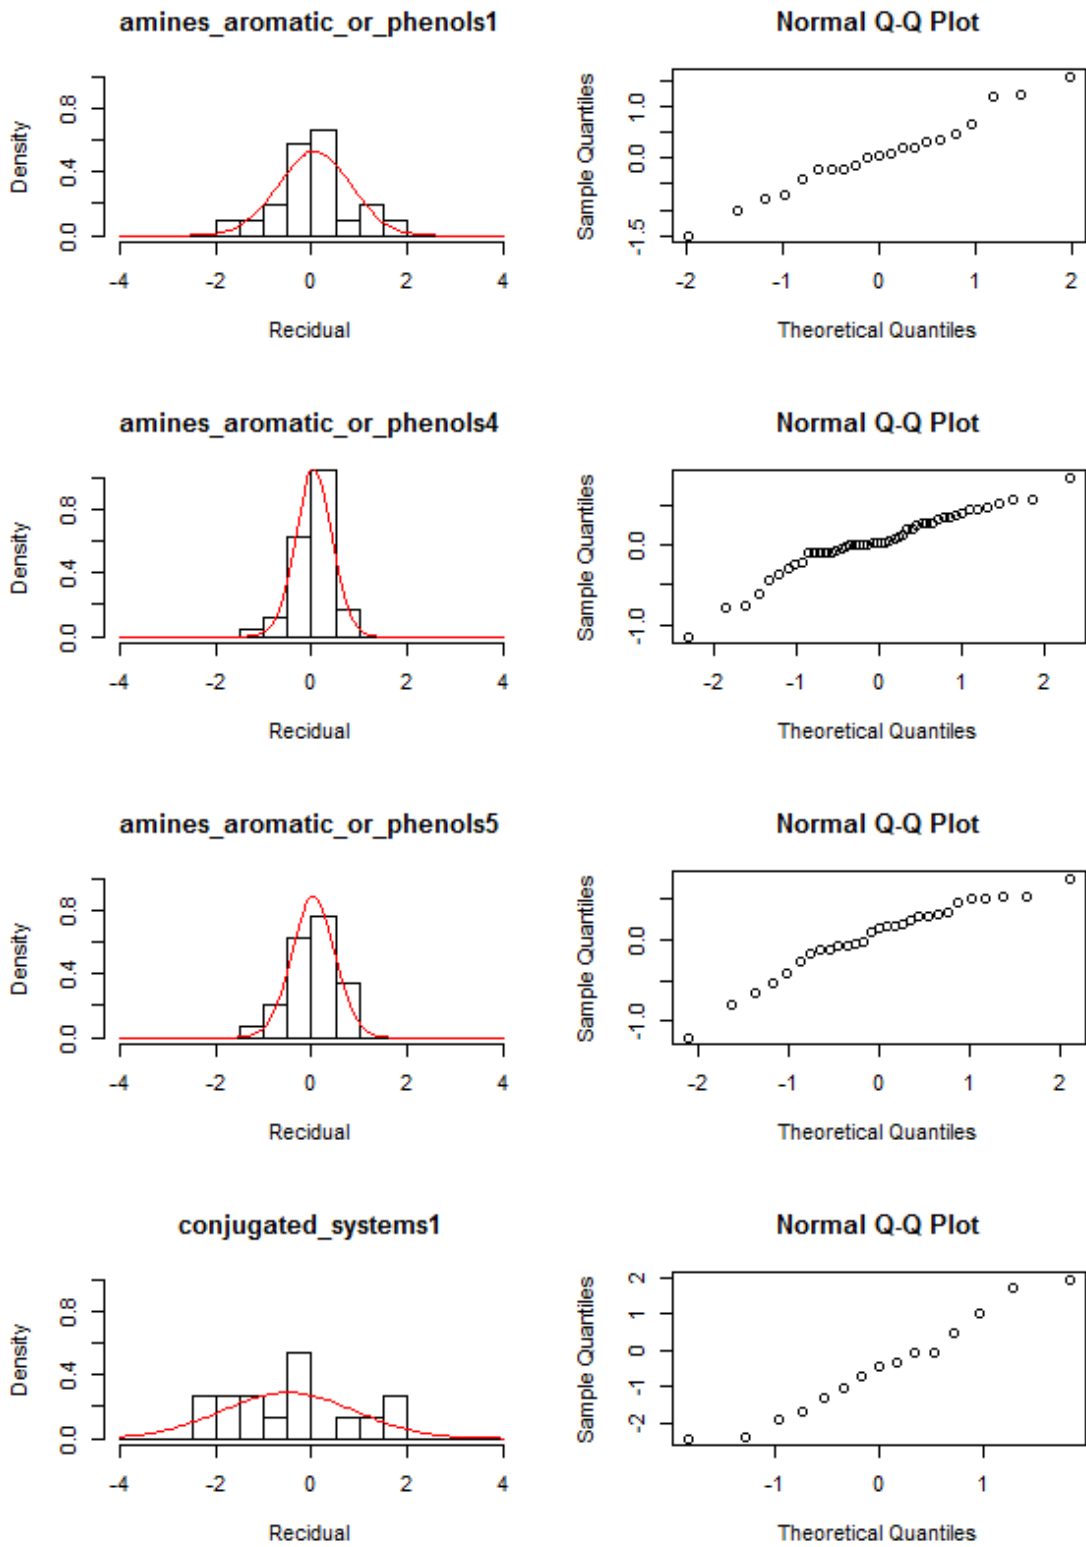 amines_aromatic_or_phenols1
Normal Q-Q Plot
Density
0.0 0.4 0.8
-4 -2 0 2 4
Recidual
Sample Quantiles
-1.5 0.0 1.0
-2 -1 0 1 2
Theoretical Quantiles
amines_aromatic_or_phenols4
Normal Q-Q Plot
Density
0.0 0.4 0.8
-4 -2 0 2 4
Recidual
Sample Quantiles
-1.0 0.0
-2 -1 0 1 2
Theoretical Quantiles
amines_aromatic_or_phenols5
Normal Q-Q Plot
Density
0.0 0.4 0.8
-4 -2 0 2 4
Recidual
Sample Quantiles
-1.0 0.0
-2 -1 0 1 2
Theoretical Quantiles
conjugated_systems1
Normal Q-Q Plot
Density
0.0 0.4 0.8
-4 -2 0 2 4
Recidual
Sample Quantiles
-2 -1 0 1 2
-1 0 1
Theoretical Quantiles